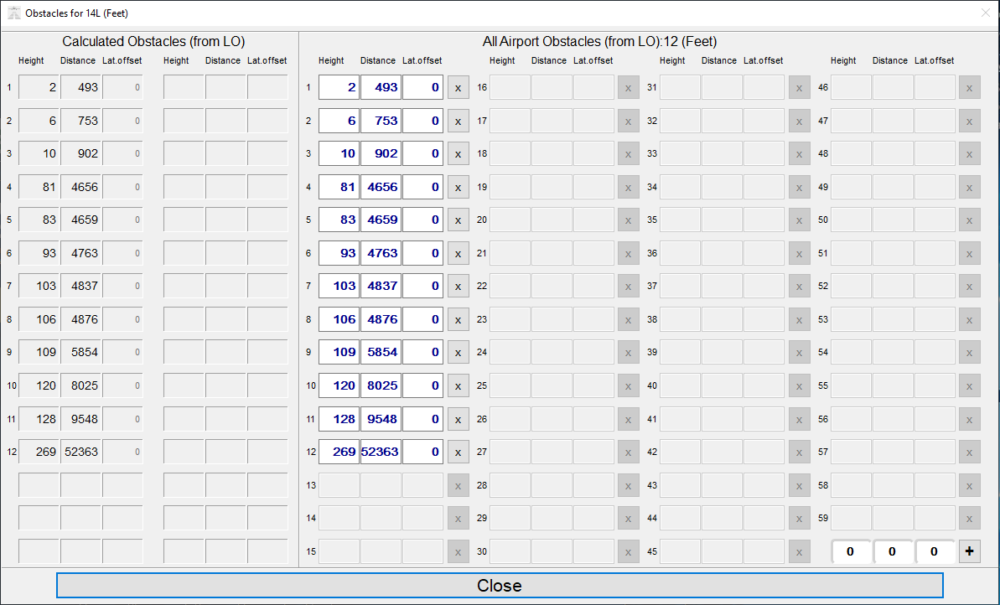 Obstacles for 14L (Feet)
Calculated Obstacles (from LO) All Airport Obstacles (from LO):12 (Feet)
Height Distance Lat.offset Height Distance Lat.offset Height Distance Lat.offset Height Distance Lat.offset Height Distance Lat.offset Height Distance Lat.offset
1 2 493 0 1 2 493 0 x 16 x 31 x 46 x
2 6 753 0 2 6 753 0 x 17 x 32 x 47 x
3 10 902 0 3 10 902 0 x 18 x 33 x 48 x
4 81 4656 0 4 81 4656 0 x 19 x 34 x 49 x
5 83 4659 0 5 83 4659 0 x 20 x 35 x 50 x
6 93 4763 0 6 93 4763 0 x 21 x 36 x 51 x
7 103 4837 0 7 103 4837 0 x 22 x 37 x 52 x
8 106 4876 0 8 106 4876 0 x 23 x 38 x 53 x
9 109 5854 0 9 109 5854 0 x 24 x 39 x 54 x
10 120 8025 0 10 120 8025 0 x 25 x 40 x 55 x
11 128 9548 0 11 128 9548 0 x 26 x 41 x 56 x
12 269 52363 0 12 269 52363 0 x 27 x 42 x 57 x
13 x 28 x 43 x 58 x
14 x 29 x 44 x 59 x
15 x 30 x 45 x 0 0 0 +
Close